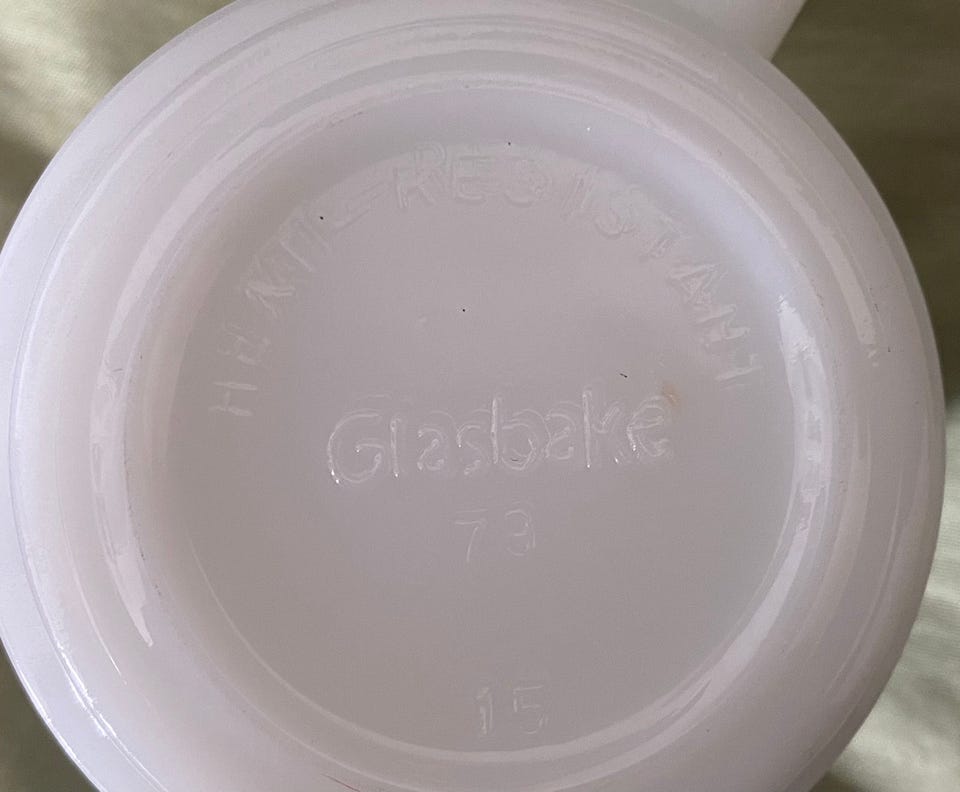 HEAT-RESISTANT
Glasbake
73
15